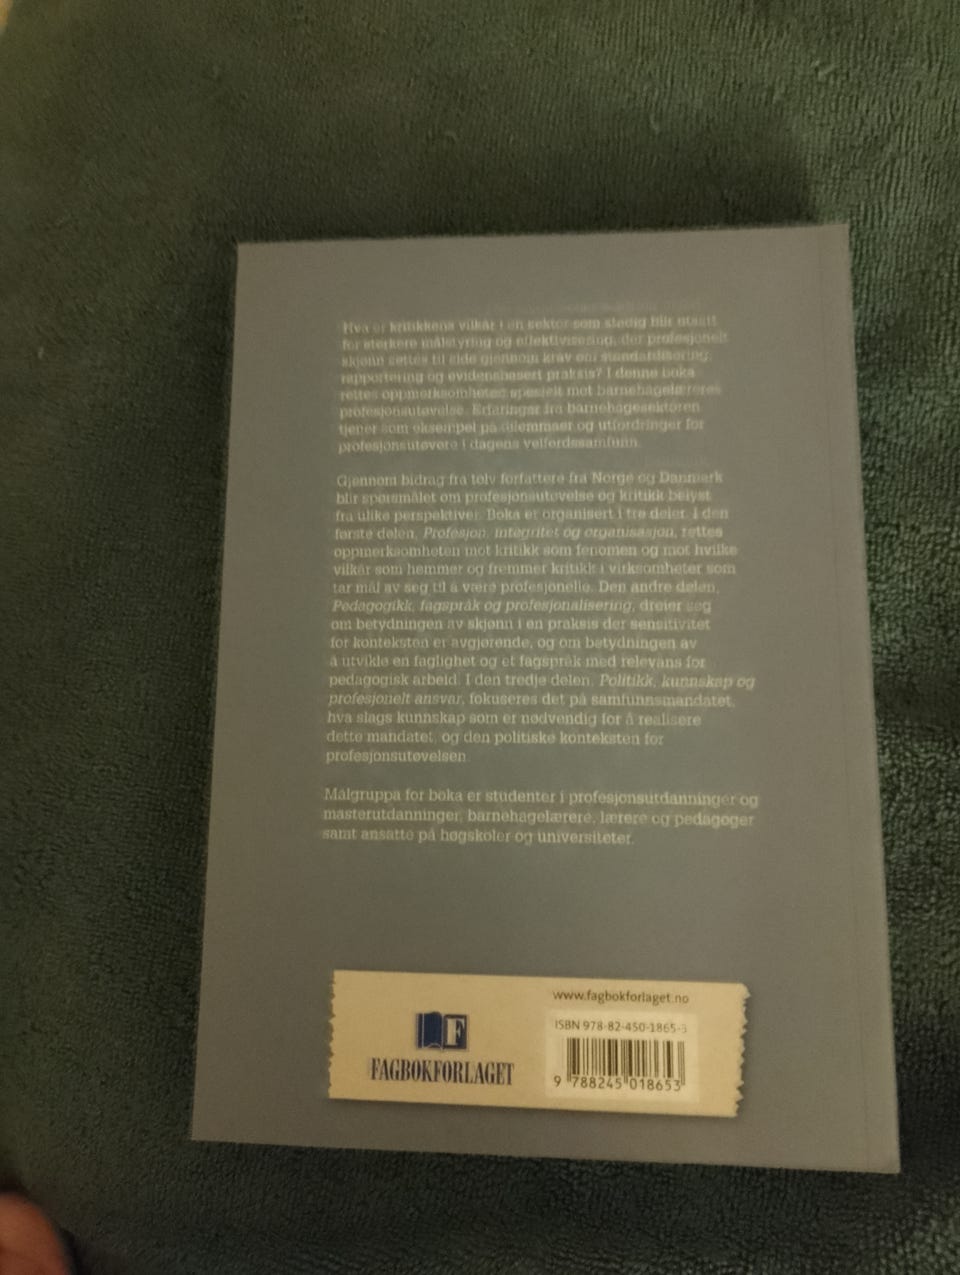 Hva er kritikkens vilkår i en sektor som stadig blir utsatt
for sterkere målstyring og effektivisering, der profesjonelt
skjønn settes til side gjennom krav om standardisering,
rapportering og evidensbasert praksis? I denne boka
rettes oppmerksomheten spesielt mot barnehagelæreres
profesjonsutøvelse. Erfaringer fra barnehagesektoren
tjener som eksempel på dilemmaer og utfordringer for
profesjonsutøvere i dagens velferdssamfunn.
Gjennom bidrag fra tolv forfattere fra Norge og Danmark
blir spørsmålet om profesjonsutøvelse og kritikk belyst
fra ulike perspektiver. Boka er organisert i tre deler. I den
første delen, Profesjon, integritet og organisasjon, rettes
oppmerksomheten mot kritikk som fenomen og mot hvilke
vilkår som hemmer og fremmer kritikk i virksomheter som
tar mål av seg til å være profesjonelle. Den andre delen,
Pedagogikk, fagspråk og profesjonalisering, dreier seg
om betydningen av skjønn i en praksis der sensitivitet
for konteksten er avgjørende, og om betydningen av
å utvikle en faglighet og et fagspråk med relevans for
pedagogisk arbeid. I den tredje delen, Politikk, kunnskap og
profesjonelt ansvar, fokuseres det på samfunnsmandatet,
hva slags kunnskap som er nødvendig for å realisere
dette mandatet, og den politiske konteksten for
profesjonsutøvelsen.
Målgruppa for boka er studenter i profesjonsutdanninger og
masterutdanninger, barnehagelærere, lærere og pedagoger
samt ansatte på høgskoler og universiteter.
www.fagbokforlaget.no
ISBN 978-82-450-1865-3
F
FAGBOKFORLAGET
9 788245 018653